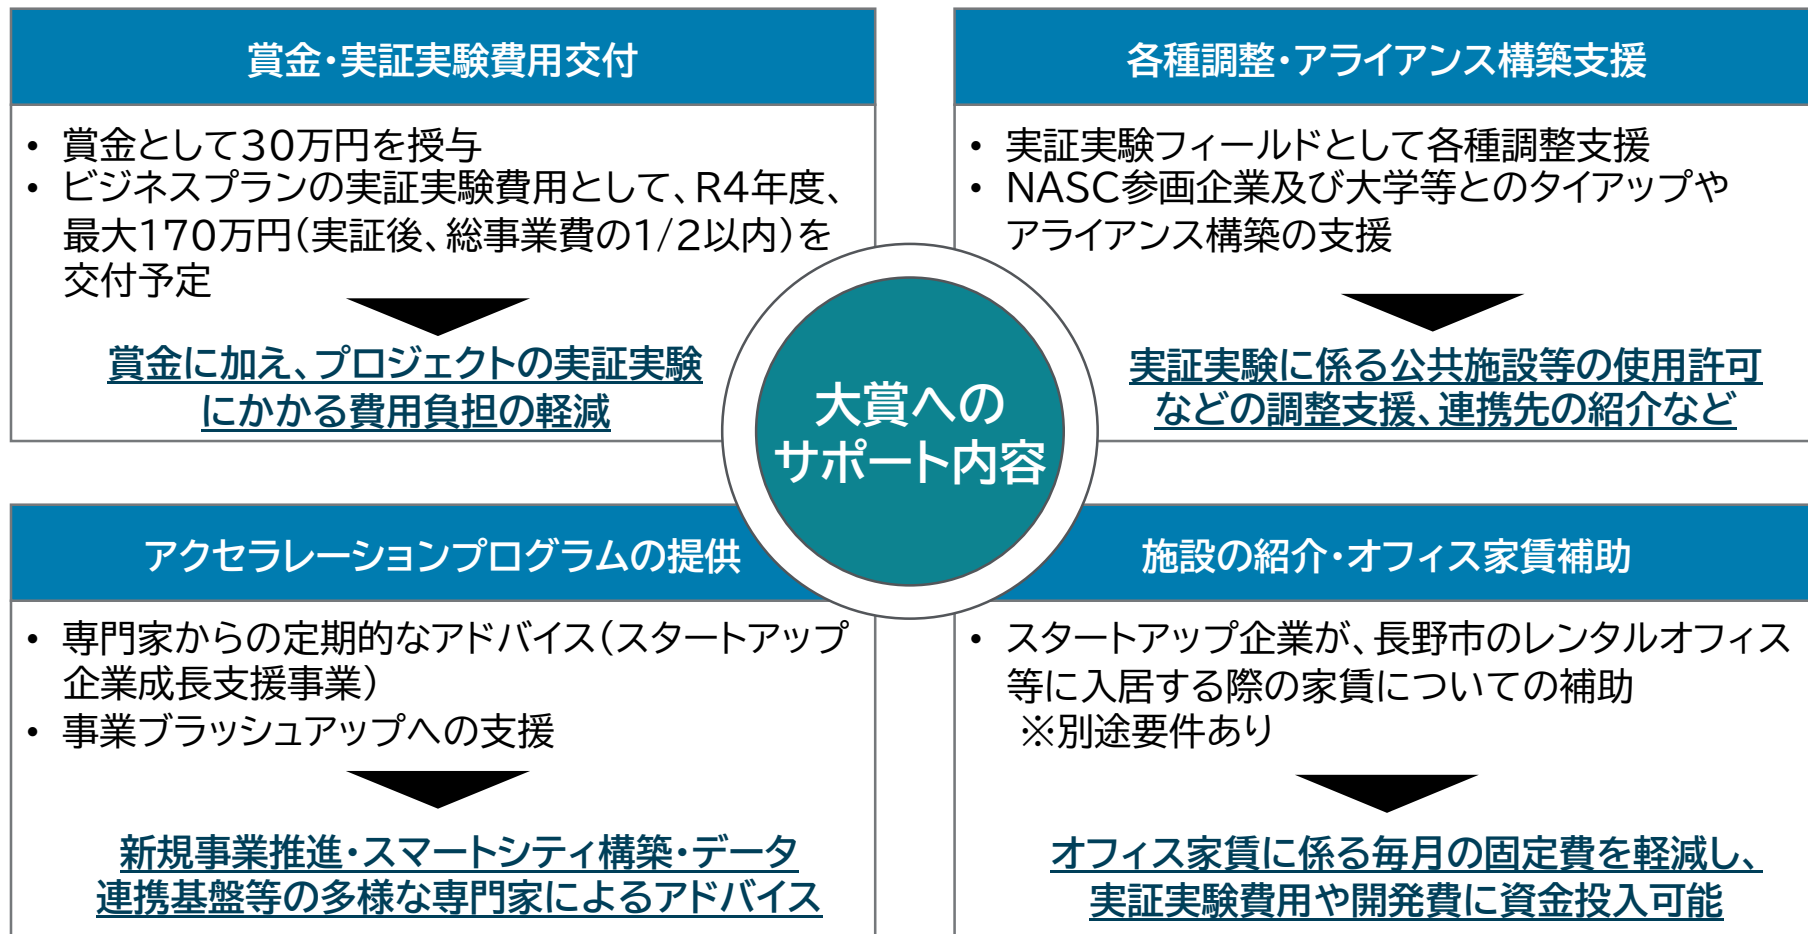 賞金・実証実験費用交付
• 賞金として30万円を授与
• ビジネスプランの実証実験費用として、R4年度、
最大170万円(実証後、総事業費の1/2以内)を
交付予定
賞金に加え、プロジェクトの実証実験
にかかる費用負担の軽減
各種調整・アライアンス構築支援
• 実証実験フィールドとして各種調整支援
• NASC参画企業及び大学等とのタイアップや
アライアンス構築の支援
実証実験に係る公共施設等の使用許可
などの調整支援、連携先の紹介など
大賞への
サポート内容
アクセラレーションプログラムの提供
• 専門家からの定期的なアドバイス(スタートアップ
企業成長支援事業)
• 事業ブラッシュアップへの支援
新規事業推進・スマートシティ構築・データ
連携基盤等の多様な専門家によるアドバイス
施設の紹介・オフィス家賃補助
• スタートアップ企業が、長野市のレンタルオフィス
等に入居する際の家賃についての補助
※別途要件あり
オフィス家賃に係る毎月の固定費を軽減し、
実証実験費用や開発費に資金投入可能